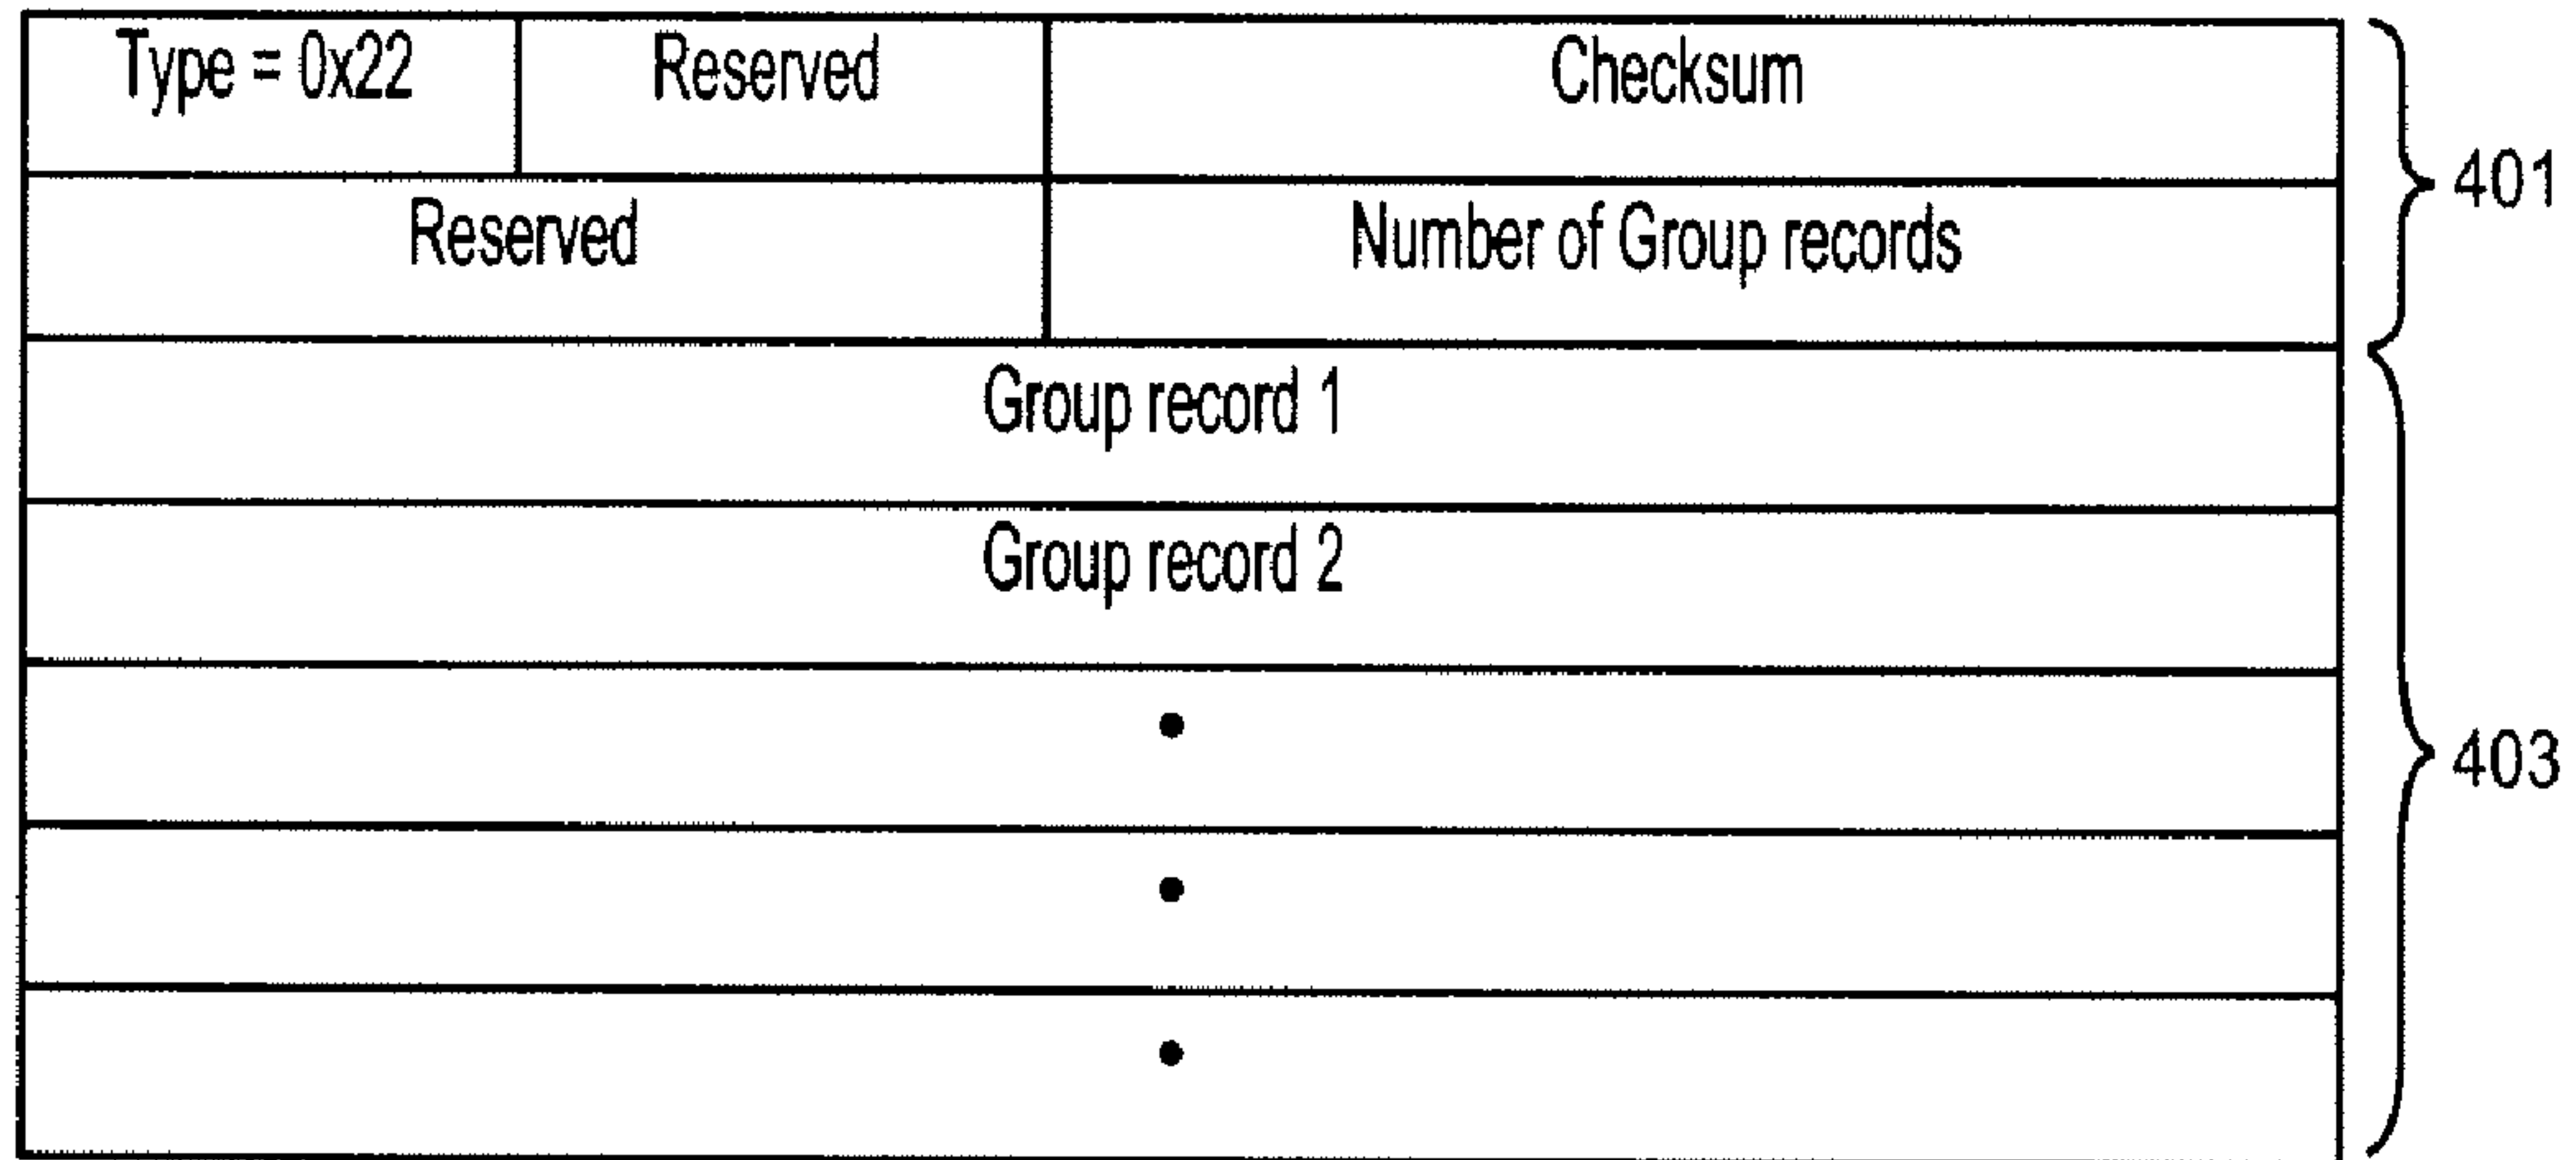 Type = 0x22 Reserved Checksum
401
Reserved Number of Group records
Group record 1
Group record 2
•
403
•
•